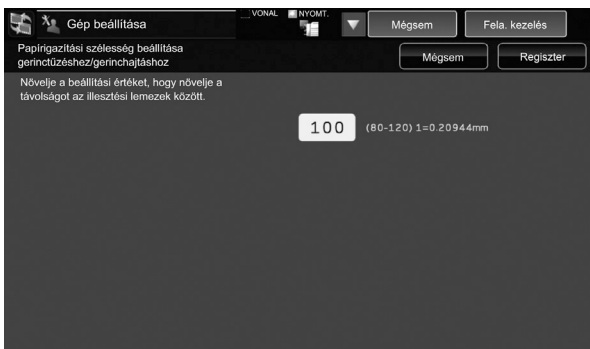 Gép beállítása
VONAL
NYOMT.
Mégsem
Fela. kezelés
Papírigazítási szélesség beállítása
gerinctűzéshez/gerinchajtáshoz
Mégsem
Regiszter
Növelje a beállítási értéket, hogy növelje a
távolságot az illesztési lemezek között.
100 (80-120) 1=0.20944mm